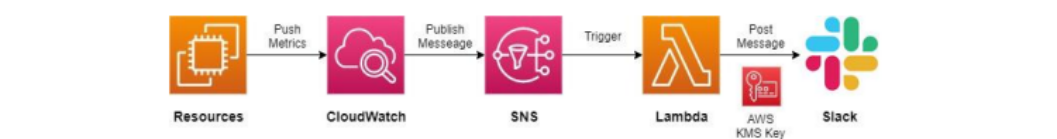 Push
Metrics
Publish
Messeage
Trigger
Post
Message
Resources
CloudWatch
SNS
Lambda
AWS
KMS Key
Slack